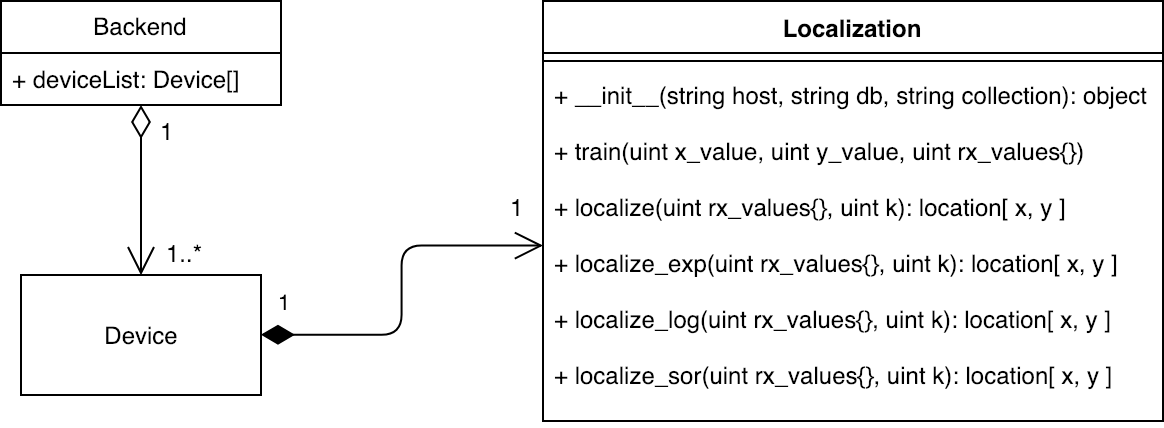 Backend
+ deviceList: Device[]
1
1..*
Device
1
1
Localization
+ __init__(string host, string db, string collection): object
+ train(uint x_value, uint y_value, uint rx_values{})
+ localize(uint rx_values{}, uint k): location[ x, y ]
+ localize_exp(uint rx_values{}, uint k): location[ x, y ]
+ localize_log(uint rx_values{}, uint k): location[ x, y ]
+ localize_sor(uint rx_values{}, uint k): location[ x, y ]